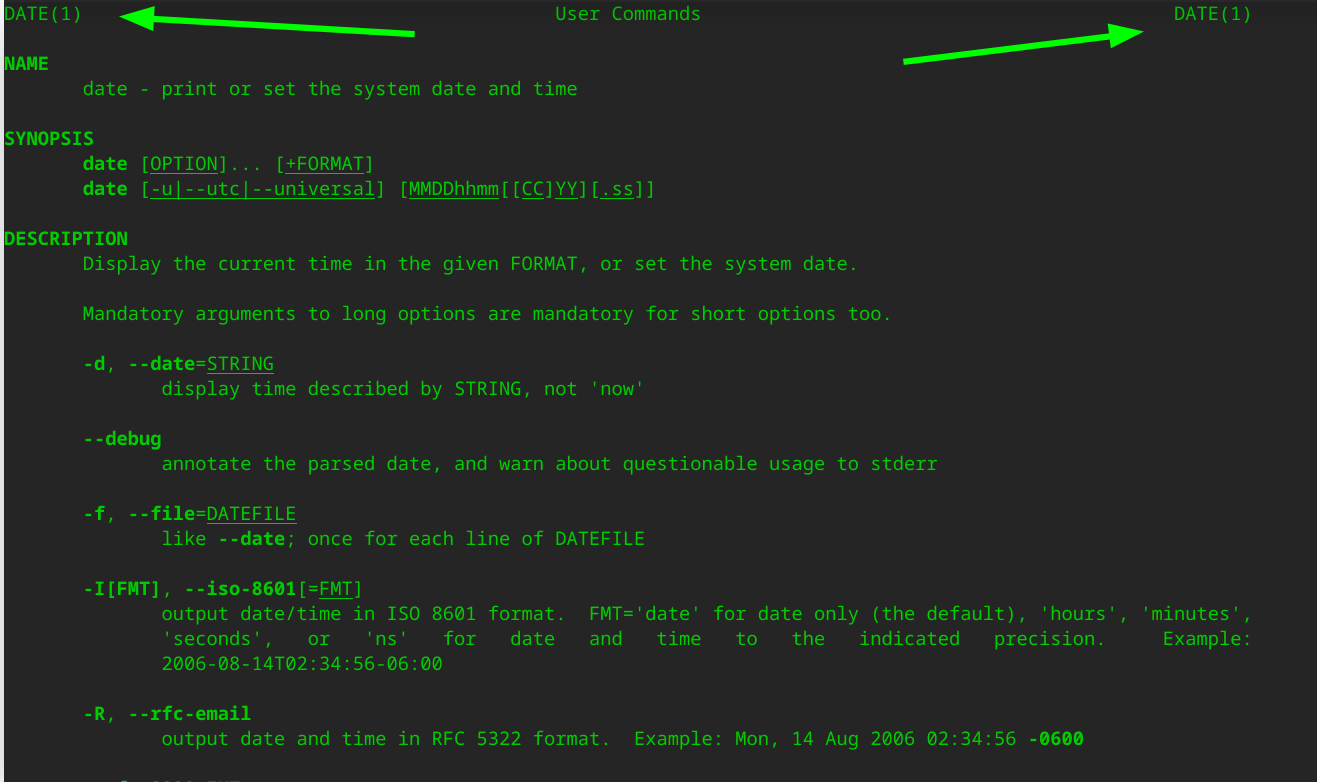 DATE(1) User Commands DATE(1)
NAME
date - print or set the system date and time
SYNOPSIS
date [OPTION]... [+FORMAT]
date [-u|--utc|--universal] [MMDDhhmm[[CC]YY][.ss]]
DESCRIPTION
Display the current time in the given FORMAT, or set the system date.
Mandatory arguments to long options are mandatory for short options too.
-d, --date=STRING
display time described by STRING, not 'now'
--debug
annotate the parsed date, and warn about questionable usage to stderr
-f, --file=DATEFILE
like --date; once for each line of DATEFILE
-I[FMT], --iso-8601[=FMT]
output date/time in ISO 8601 format. FMT='date' for date only (the default), 'hours', 'minutes',
'seconds', or 'ns' for date and time to the indicated precision. Example:
2006-08-14T02:34:56-06:00
-R, --rfc-email
output date and time in RFC 5322 format. Example: Mon, 14 Aug 2006 02:34:56 -0600